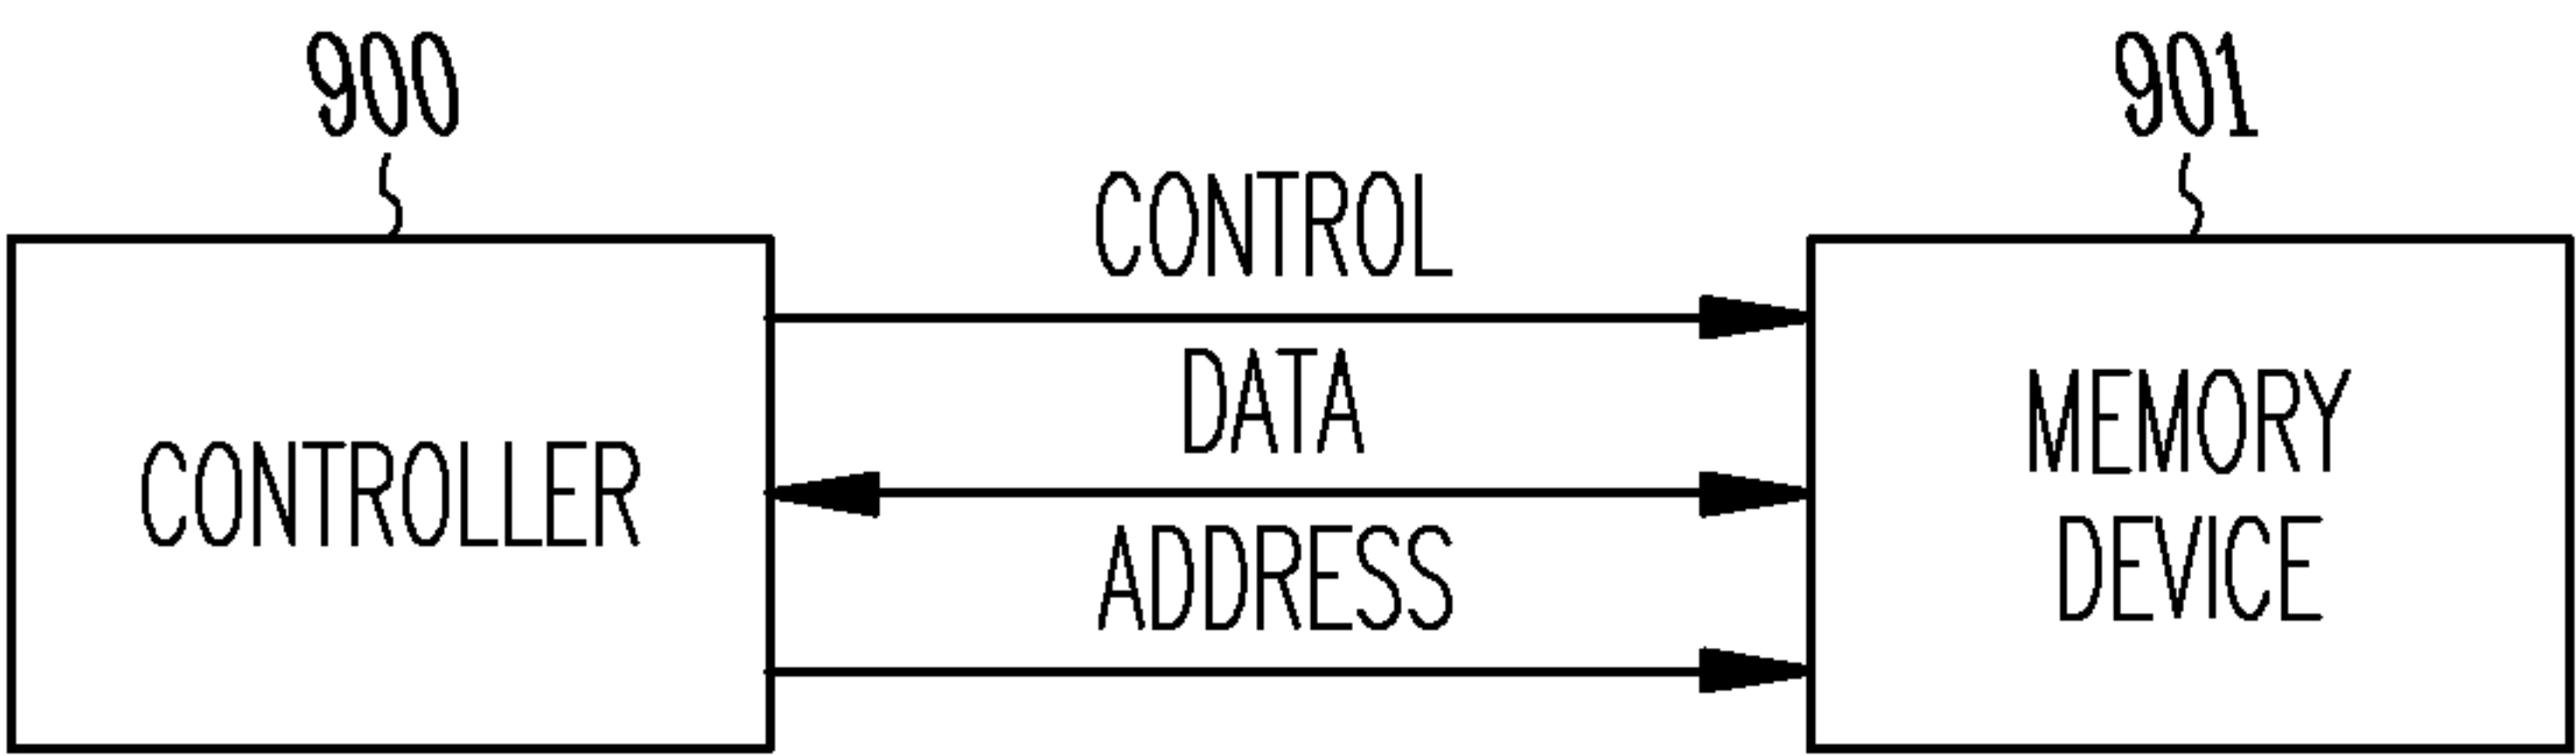 900
901
CONTROL
DATA
ADDRESS
CONTROLLER
MEMORY
DEVICE